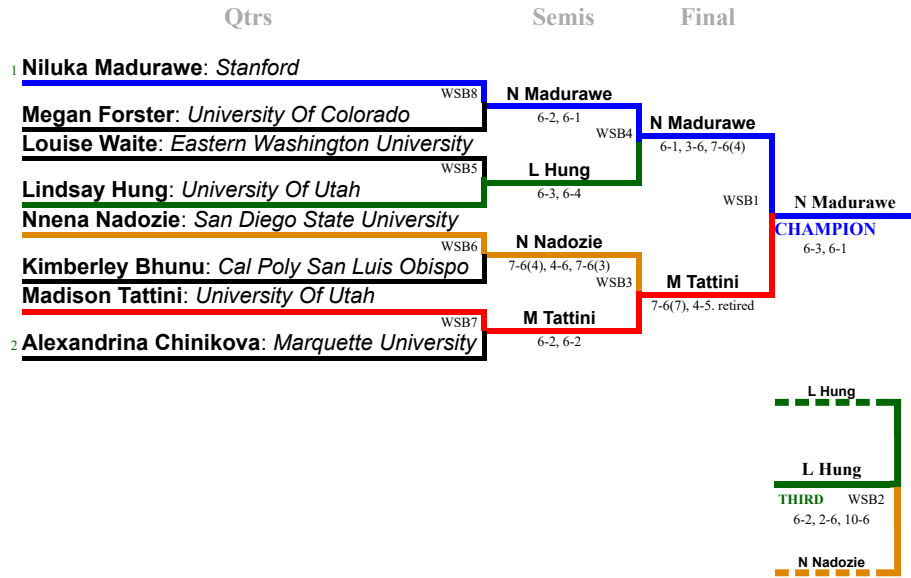 Qtrs Semis Final
1 Niluka Madurawe: Stanford
WSB8
N Madurawe
6-2, 6-1
Megan Forster: University Of Colorado
WSB4
N Madurawe
6-1, 3-6, 7-6(4)
Louise Waite: Eastern Washington University
WSB5
L Hung
6-3, 6-4
Lindsay Hung: University Of Utah
WSB1
N Madurawe
CHAMPION
6-3, 6-1
Nnena Nadozie: San Diego State University
WSB6
N Nadozie
7-6(4), 4-6, 7-6(3)
Kimberley Bhunu: Cal Poly San Luis Obispo
WSB3
M Tattini
7-6(7), 4-5. retired
Madison Tattini: University Of Utah
WSB7
M Tattini
6-2, 6-2
2 Alexandrina Chinikova: Marquette University
L Hung
L Hung
THIRD WSB2
6-2, 2-6, 10-6
N Nadozie